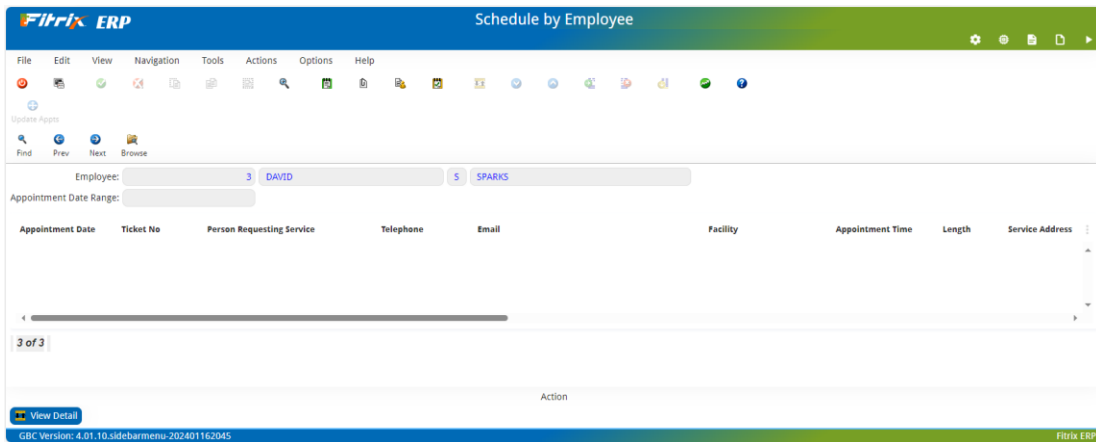 Fitrix ERP
Schedule by Employee
File Edit View Navigation Tools Actions Options Help
Update Appts
Find Prev Next Browse
Employee: 3 DAVID S SPARKS
Appointment Date Range:
Appointment Date Ticket No Person Requesting Service Telephone Email Facility Appointment Time Length Service Address
3 of 3
Action
View Detail
GBC Version: 4.01.10.sidebarmenu-202401162045 Fitrix ERP